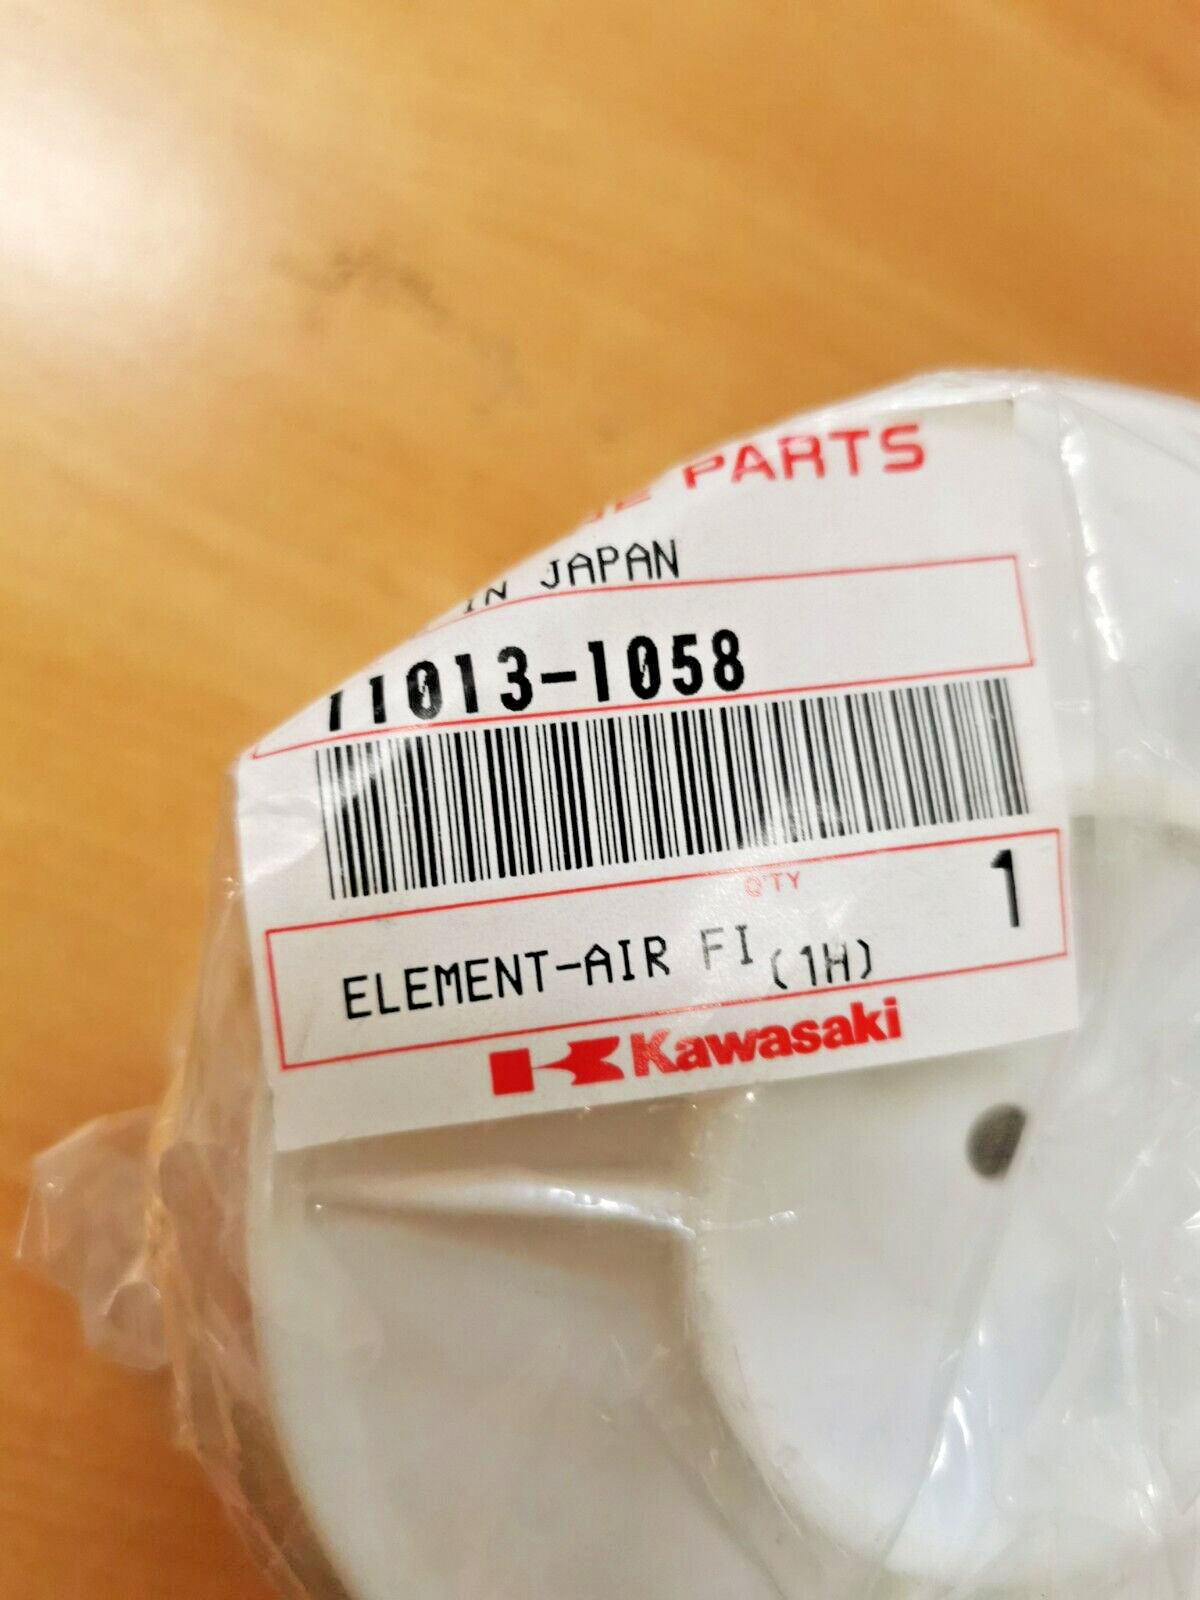 PARTS
IN JAPAN
11013-1058
Q'TY
1
ELEMENT-AIR FI(1H)
Kawasaki